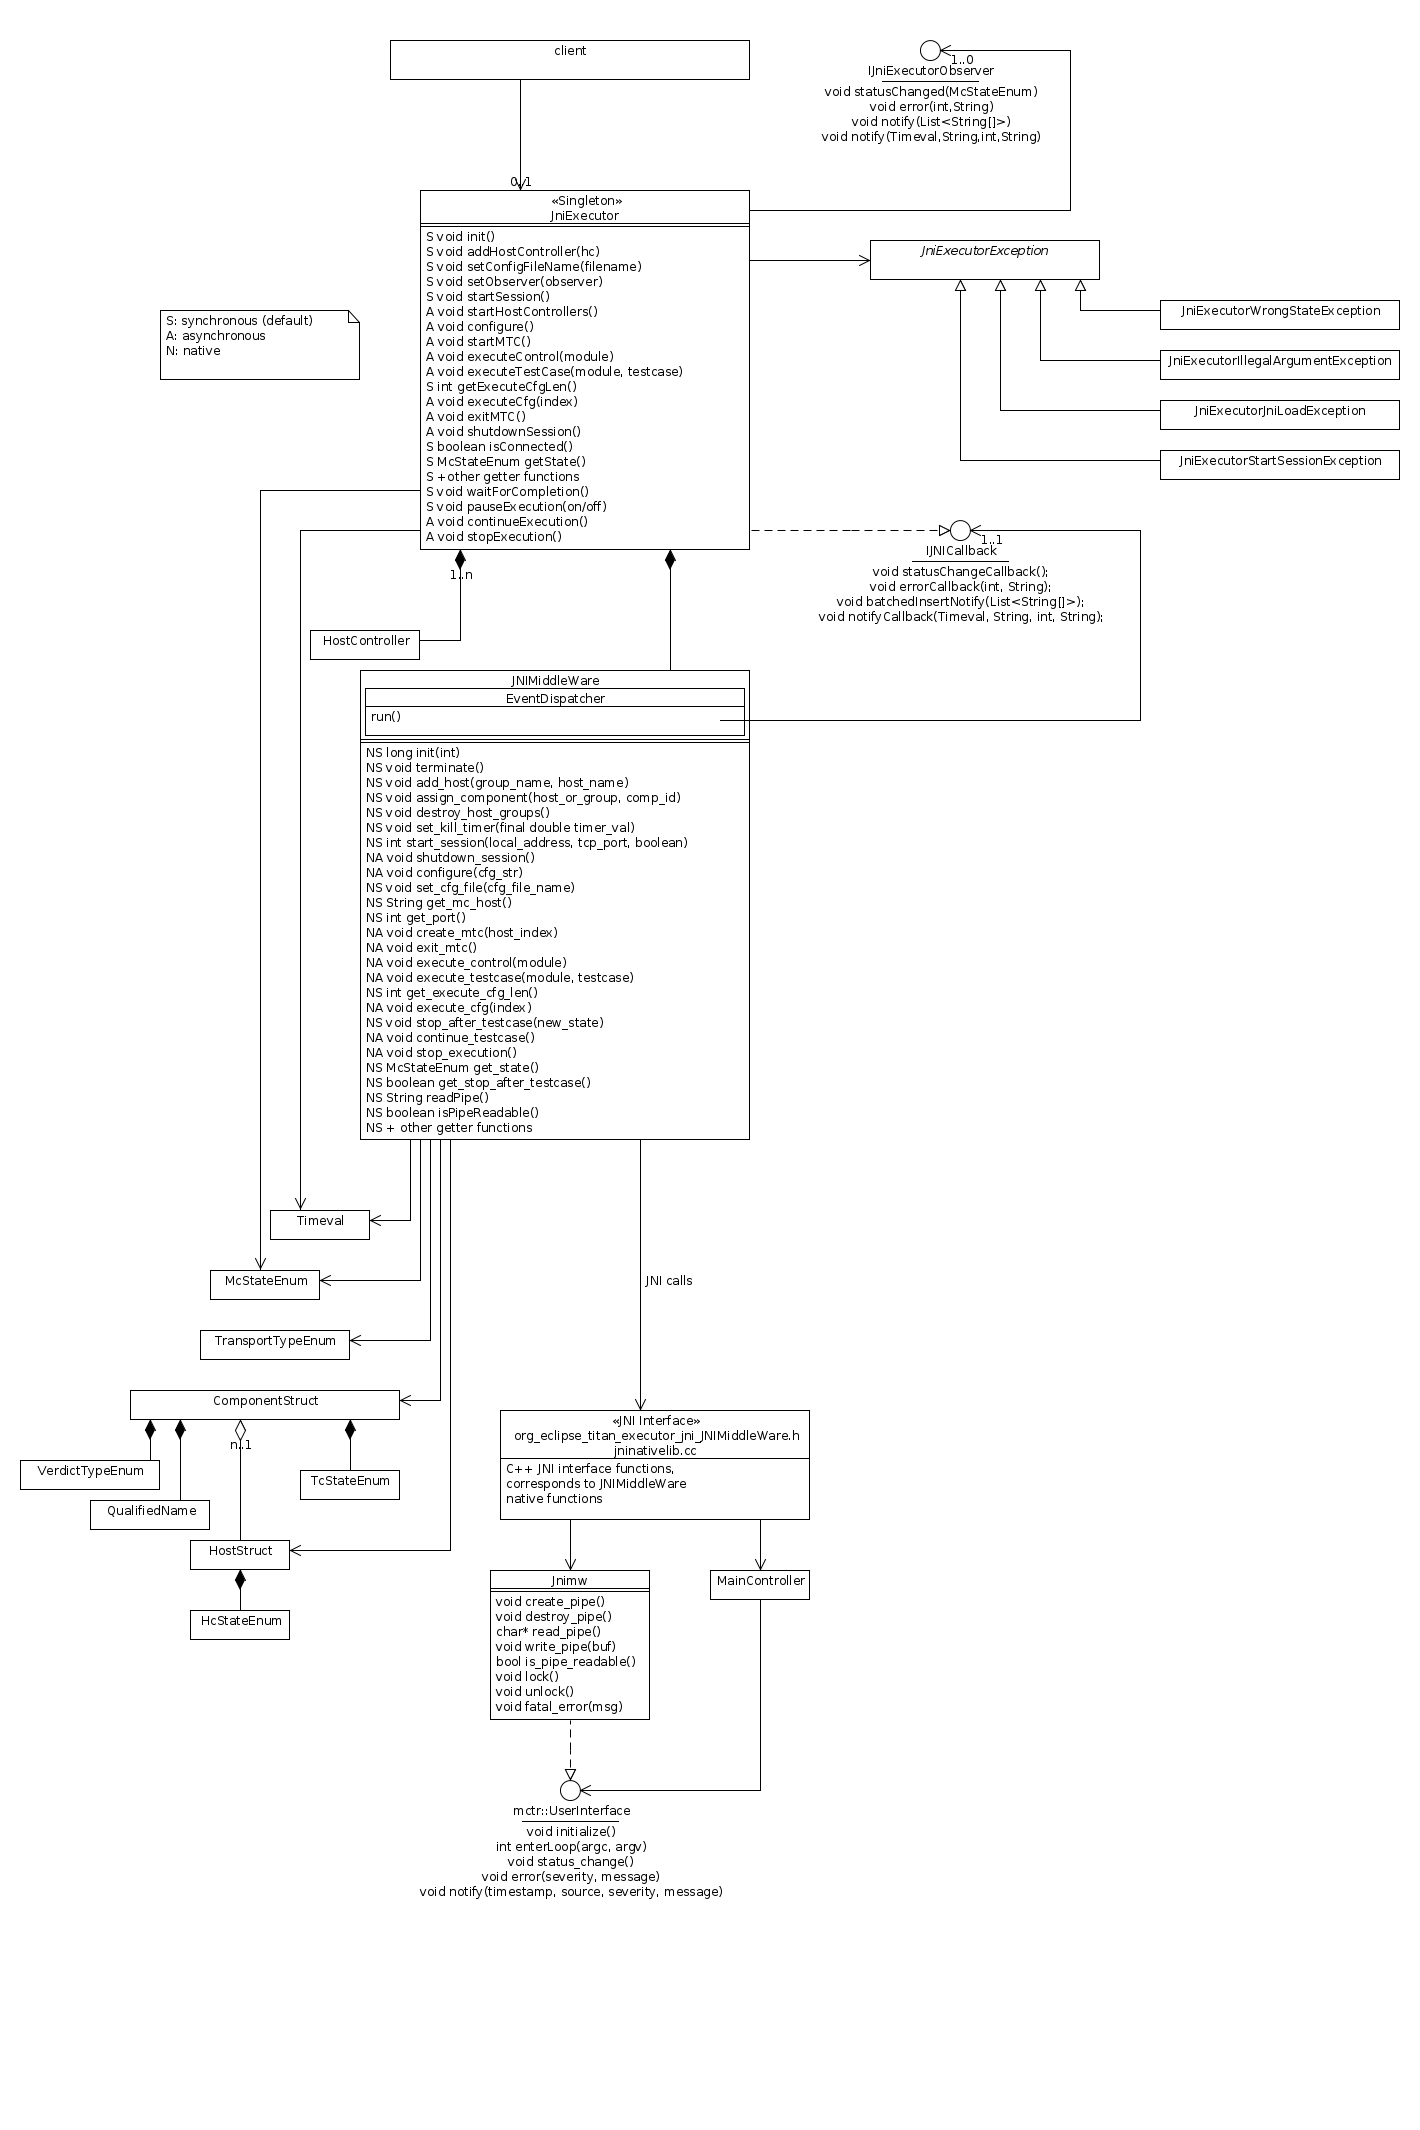 client
1..0
IJniExecutorObserver
void statusChanged(McStateEnum)
void error(int,String)
void notify(List<String[]>)
void notify(Timeval,String,int,String)
0..1
«Singleton»
JniExecutor
S void init()
S void addHostController(hc)
S void setConfigFileName(filename)
S void setObserver(observer)
S void startSession()
A void startHostControllers()
A void configure()
A void startMTC()
A void executeControl(module)
A void executeTestCase(module, testcase)
S int getExecuteCfgLen()
A void executeCfg(index)
A void exitMTC()
A void shutdownSession()
S boolean isConnected()
S McStateEnum getState()
S +other getter functions
S void waitForCompletion()
S void pauseExecution(on/off)
A void continueExecution()
A void stopExecution()
JniExecutorException
JniExecutorWrongStateException
JniExecutorIllegalArgumentException
JniExecutorJniLoadException
JniExecutorStartSessionException
S: synchronous (default)
A: asynchronous
N: native
1..1
IJNICallback
void statusChangeCallback();
void errorCallback(int, String);
void batchedInsertNotify(List<String[]>);
void notifyCallback(Timeval, String, int, String);
1..n
HostController
JNIMiddleWare
EventDispatcher
run()
NS long init(int)
NS void terminate()
NS void add_host(group_name, host_name)
NS void assign_component(host_or_group, comp_id)
NS void destroy_host_groups()
NS void set_kill_timer(final double timer_val)
NS int start_session(local_address, tcp_port, boolean)
NA void shutdown_session()
NA void configure(cfg_str)
NS void set_cfg_file(cfg_file_name)
NS String get_mc_host()
NS int get_port()
NA void create_mtc(host_index)
NA void exit_mtc()
NA void execute_control(module)
NA void execute_testcase(module, testcase)
NS int get_execute_cfg_len()
NA void execute_cfg(index)
NS void stop_after_testcase(new_state)
NA void continue_testcase()
NA void stop_execution()
NS McStateEnum get_state()
NS boolean get_stop_after_testcase()
NS String readPipe()
NS boolean isPipeReadable()
NS + other getter functions
Timeval
McStateEnum
JNI calls
TransportTypeEnum
ComponentStruct
n..1
VerdictTypeEnum
TcStateEnum
QualifiedName
HostStruct
HcStateEnum
«JNI Interface»
org_eclipse_titan_executor_jni_JNIMiddleWare.h
jninativelib.cc
C++ JNI interface functions,
corresponds to JNIMiddleWare
native functions
Jnimw
void create_pipe()
void destroy_pipe()
char* read_pipe()
void write_pipe(buf)
bool is_pipe_readable()
void lock()
void unlock()
void fatal_error(msg)
MainController
mctr::UserInterface
void initialize()
int enterLoop(argc, argv)
void status_change()
void error(severity, message)
void notify(timestamp, source, severity, message)